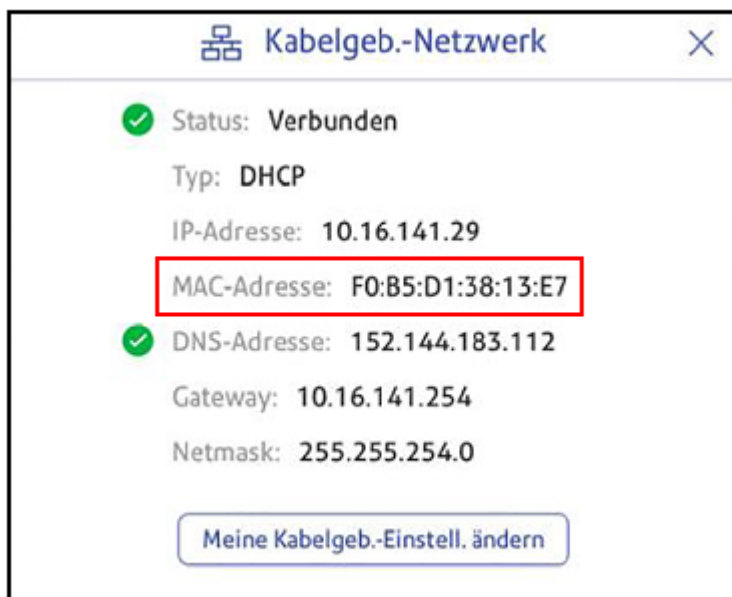 Kabelgeb.-Netzwerk
Status: Verbunden
Typ: DHCP
IP-Adresse: 10.16.141.29
MAC-Adresse: F0:B5:D1:38:13:E7
DNS-Adresse: 152.144.183.112
Gateway: 10.16.141.254
Netmask: 255.255.254.0
Meine Kabelgeb.-Einstell. ändern